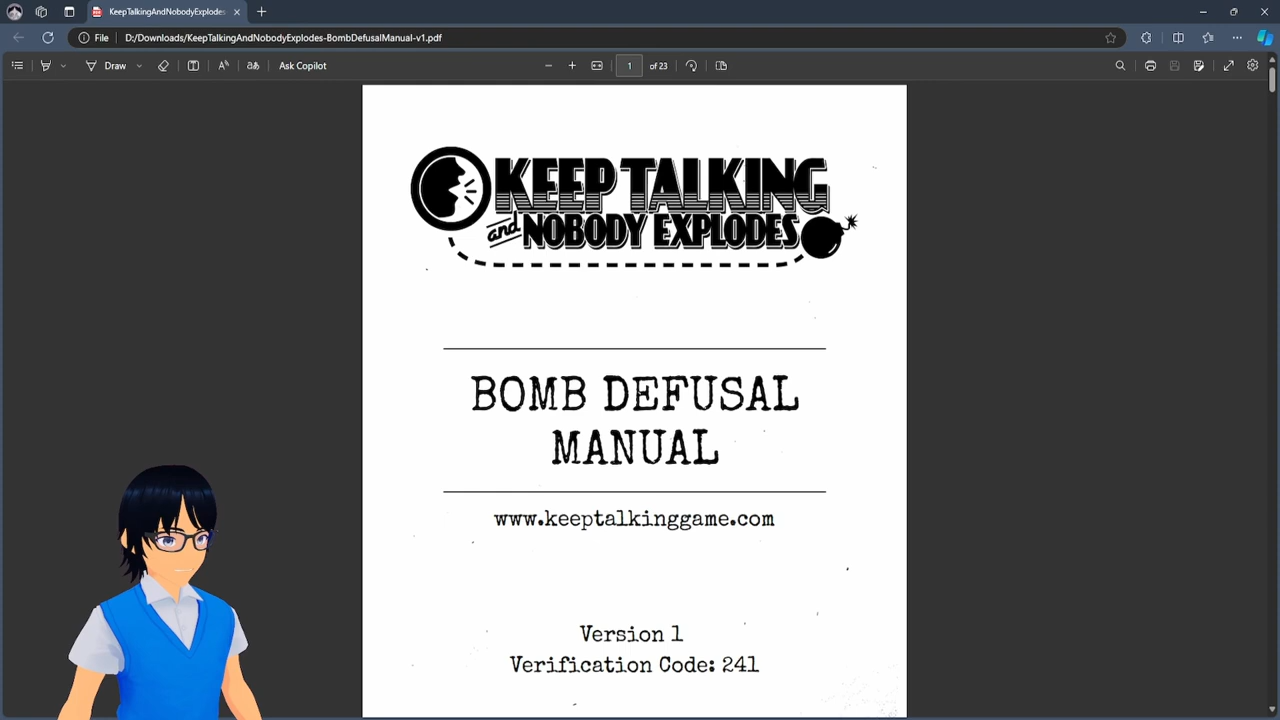 KeepTalkingAndNobodyExplodes-
File
D:/Downloads/KeepTalkingAndNobodyExplodes-BombDefusalManual-v1.pdf
Draw
Ask Copilot
1
of 23
KEEP TALKING
and NOBODY EXPLODES
BOMB DEFUSAL
MANUAL
www.keeptalkinggame.com
Version 1
Verification Code: 241